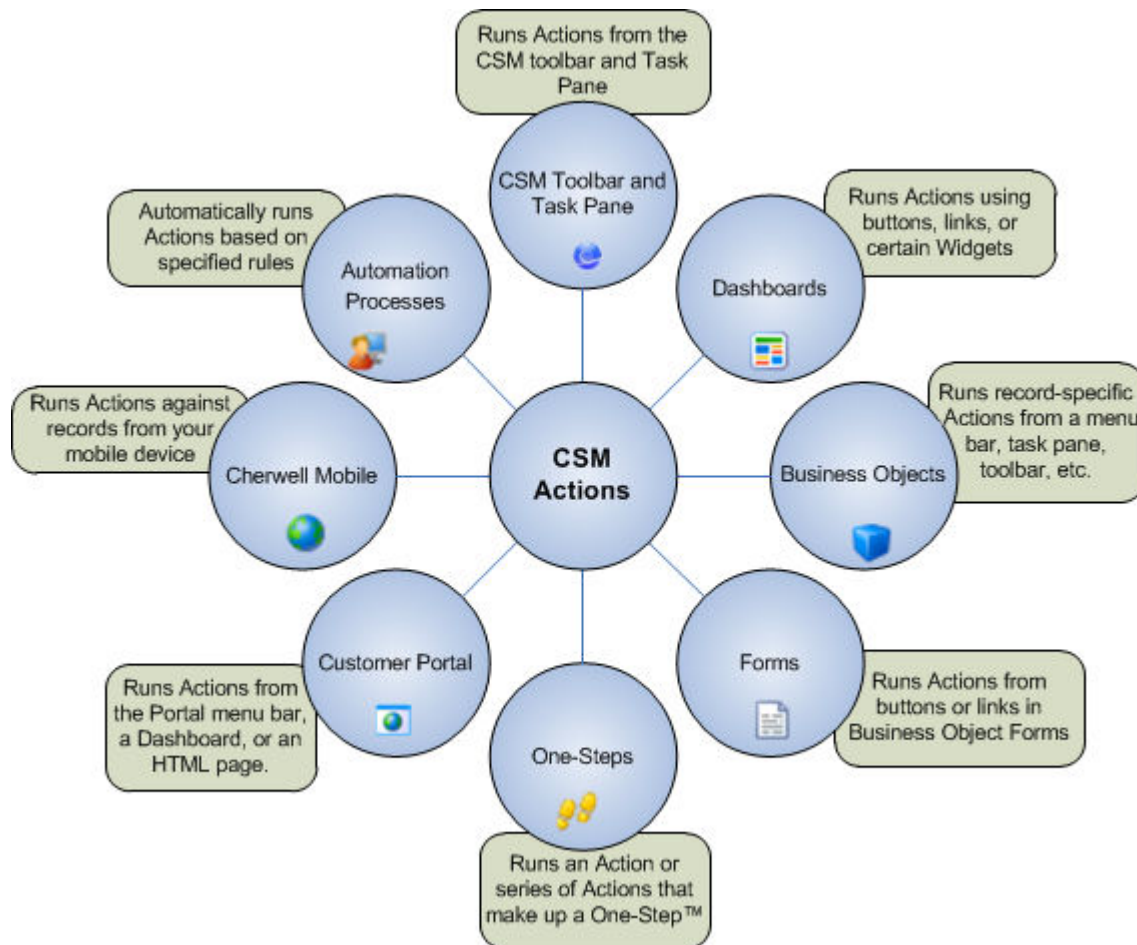 Runs Actions from the
CSM toolbar and Task
Pane
CSM Toolbar and
Task Pane
Automatically runs
Actions based on
specified rules
Automation
Processes
Runs Actions using
buttons, links, or
certain Widgets
Dashboards
Runs Actions against
records from your
mobile device
Cherwell Mobile
CSM
Actions
Runs record-specific
Actions from a menu
bar, task pane,
toolbar, etc.
Business Objects
Customer Portal
Runs Actions from
the Portal menu bar,
a Dashboard, or an
HTML page.
Forms
Runs Actions from
buttons or links in
Business Object Forms
One-Steps
Runs an Action or
series of Actions that
make up a One-Step™